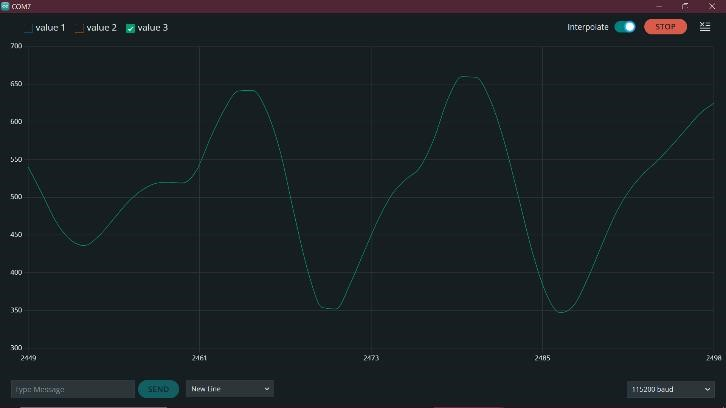 COM7
value 1 value 2 value 3 Interpolate STOP
700
650
600
550
500
450
400
350
300
2449 2461 2473 2485 2498
Type Message SEND New Line 115200 baud